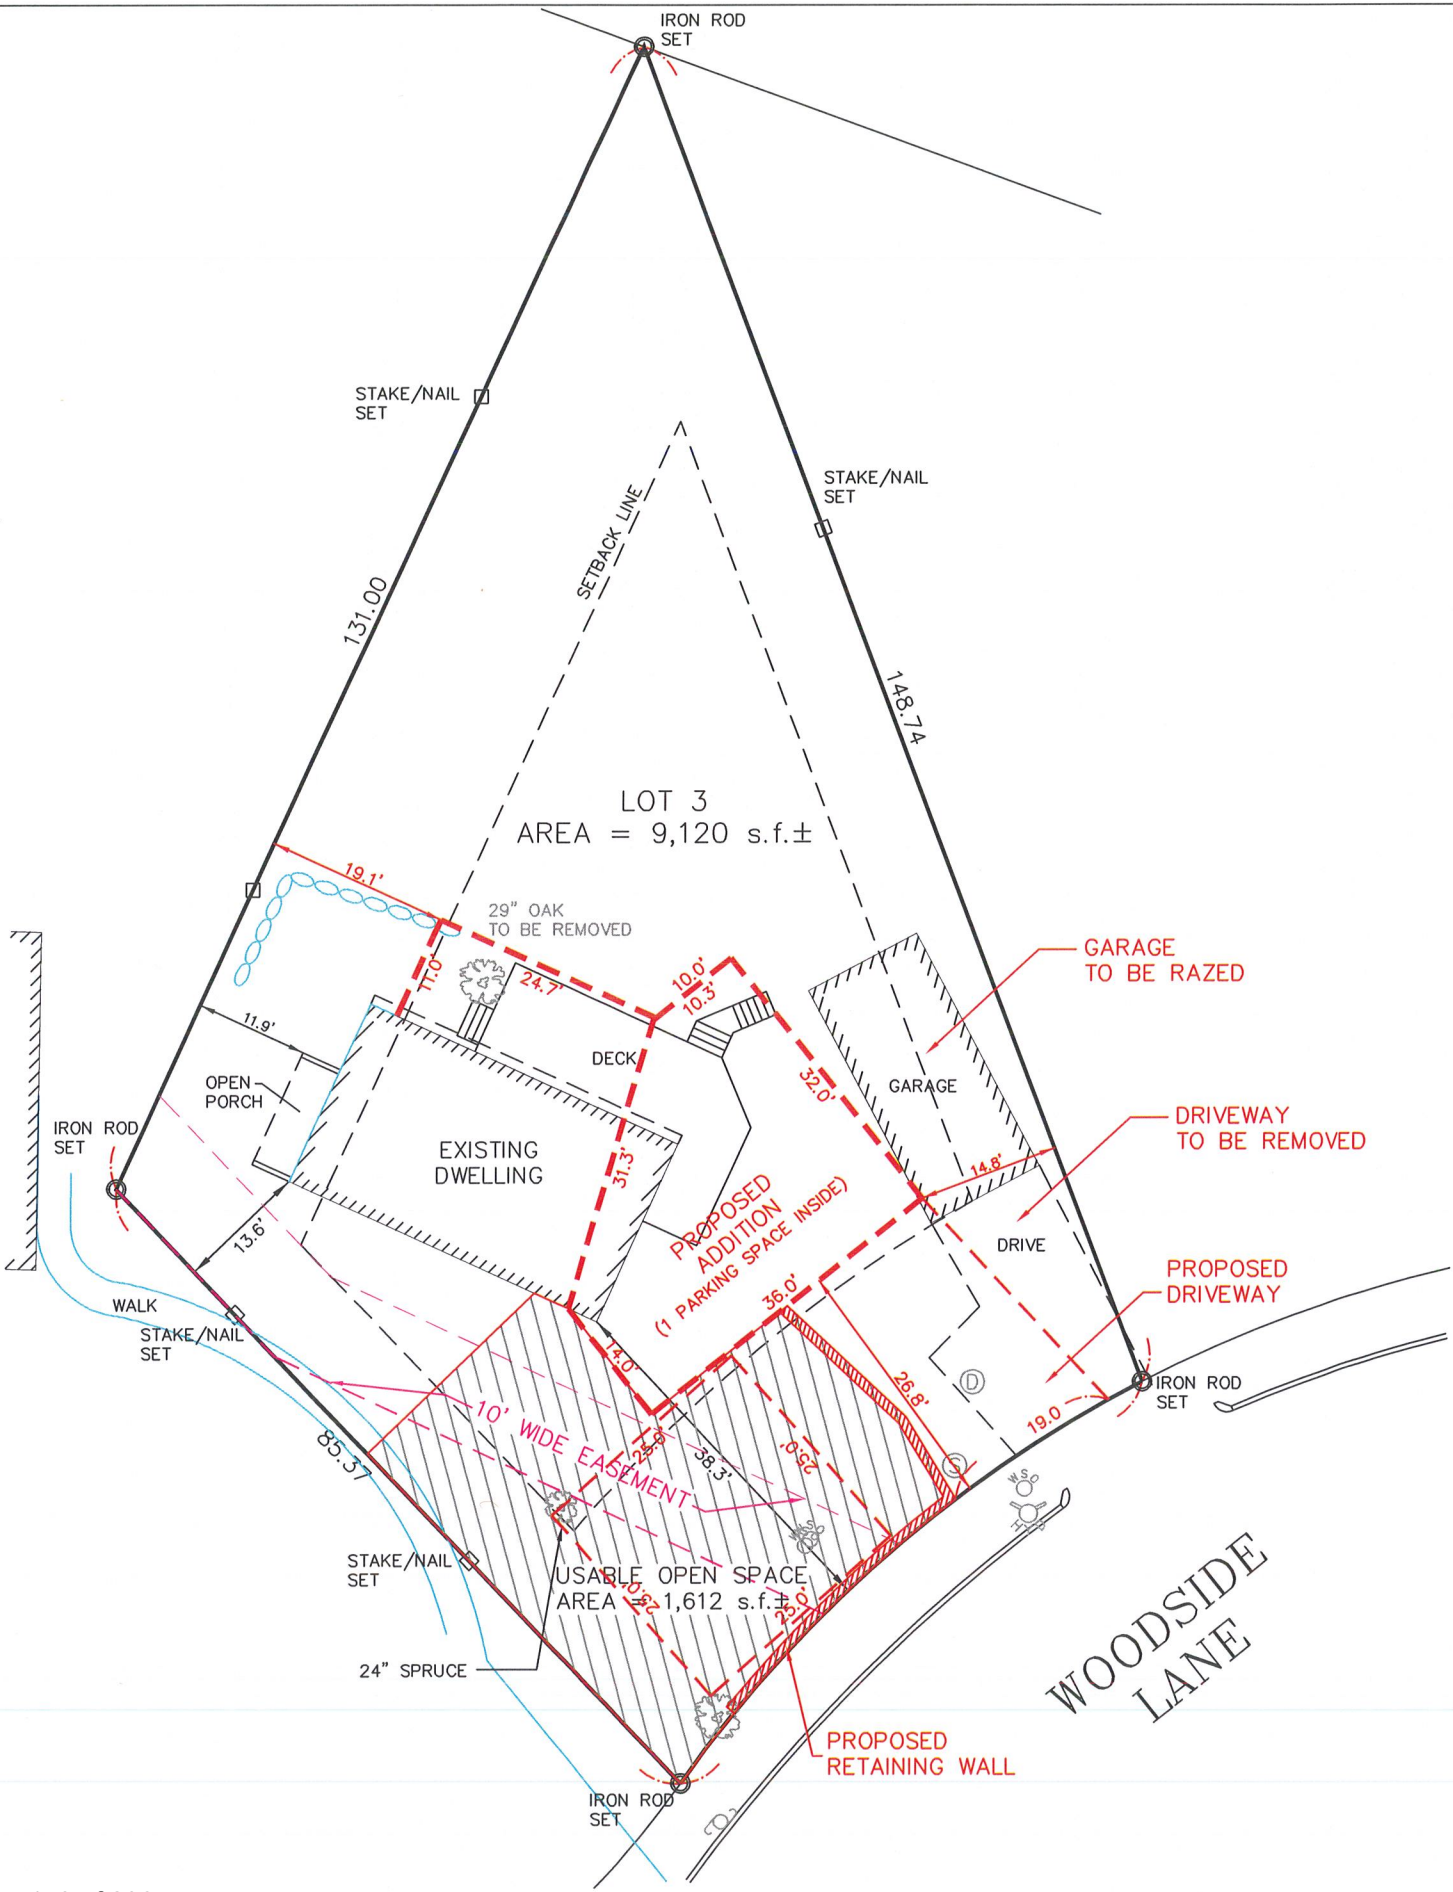 IRON ROD
SET
STAKE/NAIL
SET
STAKE/NAIL
SET
SETBACK LINE
131.00
148.74
LOT 3
AREA = 9,120 s.f.±
19.1'
29" OAK
TO BE REMOVED
11.0'
24.7'
10.0'
10.3'
GARAGE
TO BE RAZED
11.9'
DECK
32.0'
GARAGE
OPEN
PORCH
DRIVEWAY
TO BE REMOVED
IRON ROD
SET
EXISTING
DWELLING
31.3'
14.8'
PROPOSED
ADDITION
(1 PARKING SPACE INSIDE)
13.6'
DRIVE
PROPOSED
DRIVEWAY
36.0'
WALK
STAKE/NAIL
SET
14.0'
26.8'
D
IRON ROD
SET
19.0
10' WIDE EASEMENT
25.0'
38.3'
25.0'
85.37
S
WSO
HYD
STAKE/NAIL
SET
USABLE OPEN SPACE
AREA = 1,612 s.f.±
25.0'
25.0'
24" SPRUCE
WOODSIDE
LANE
PROPOSED
RETAINING WALL
IRON ROD
SET